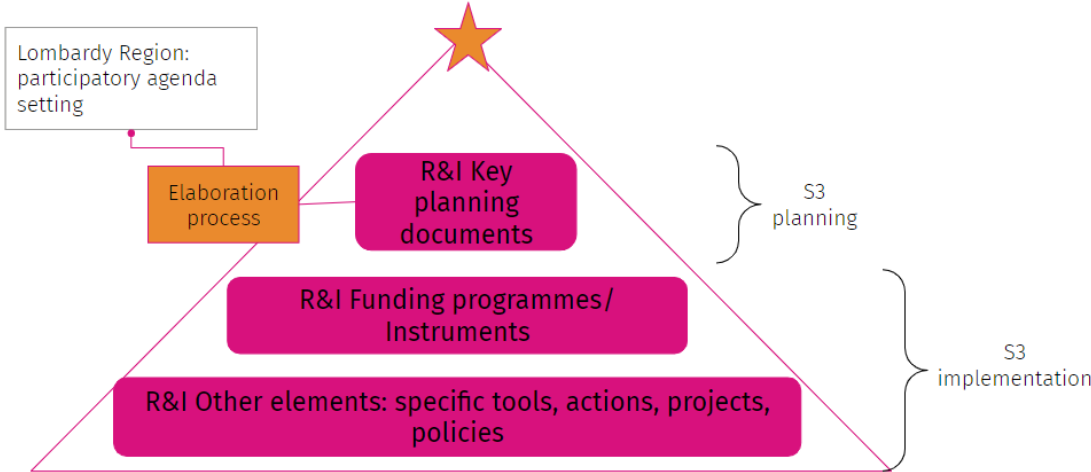 Lombardy Region:
participatory agenda
setting
Elaboration
process
R&I Key
planning
documents
S3
planning
R&I Funding programmes/
Instruments
S3
implementation
R&I Other elements: specific tools, actions, projects,
policies